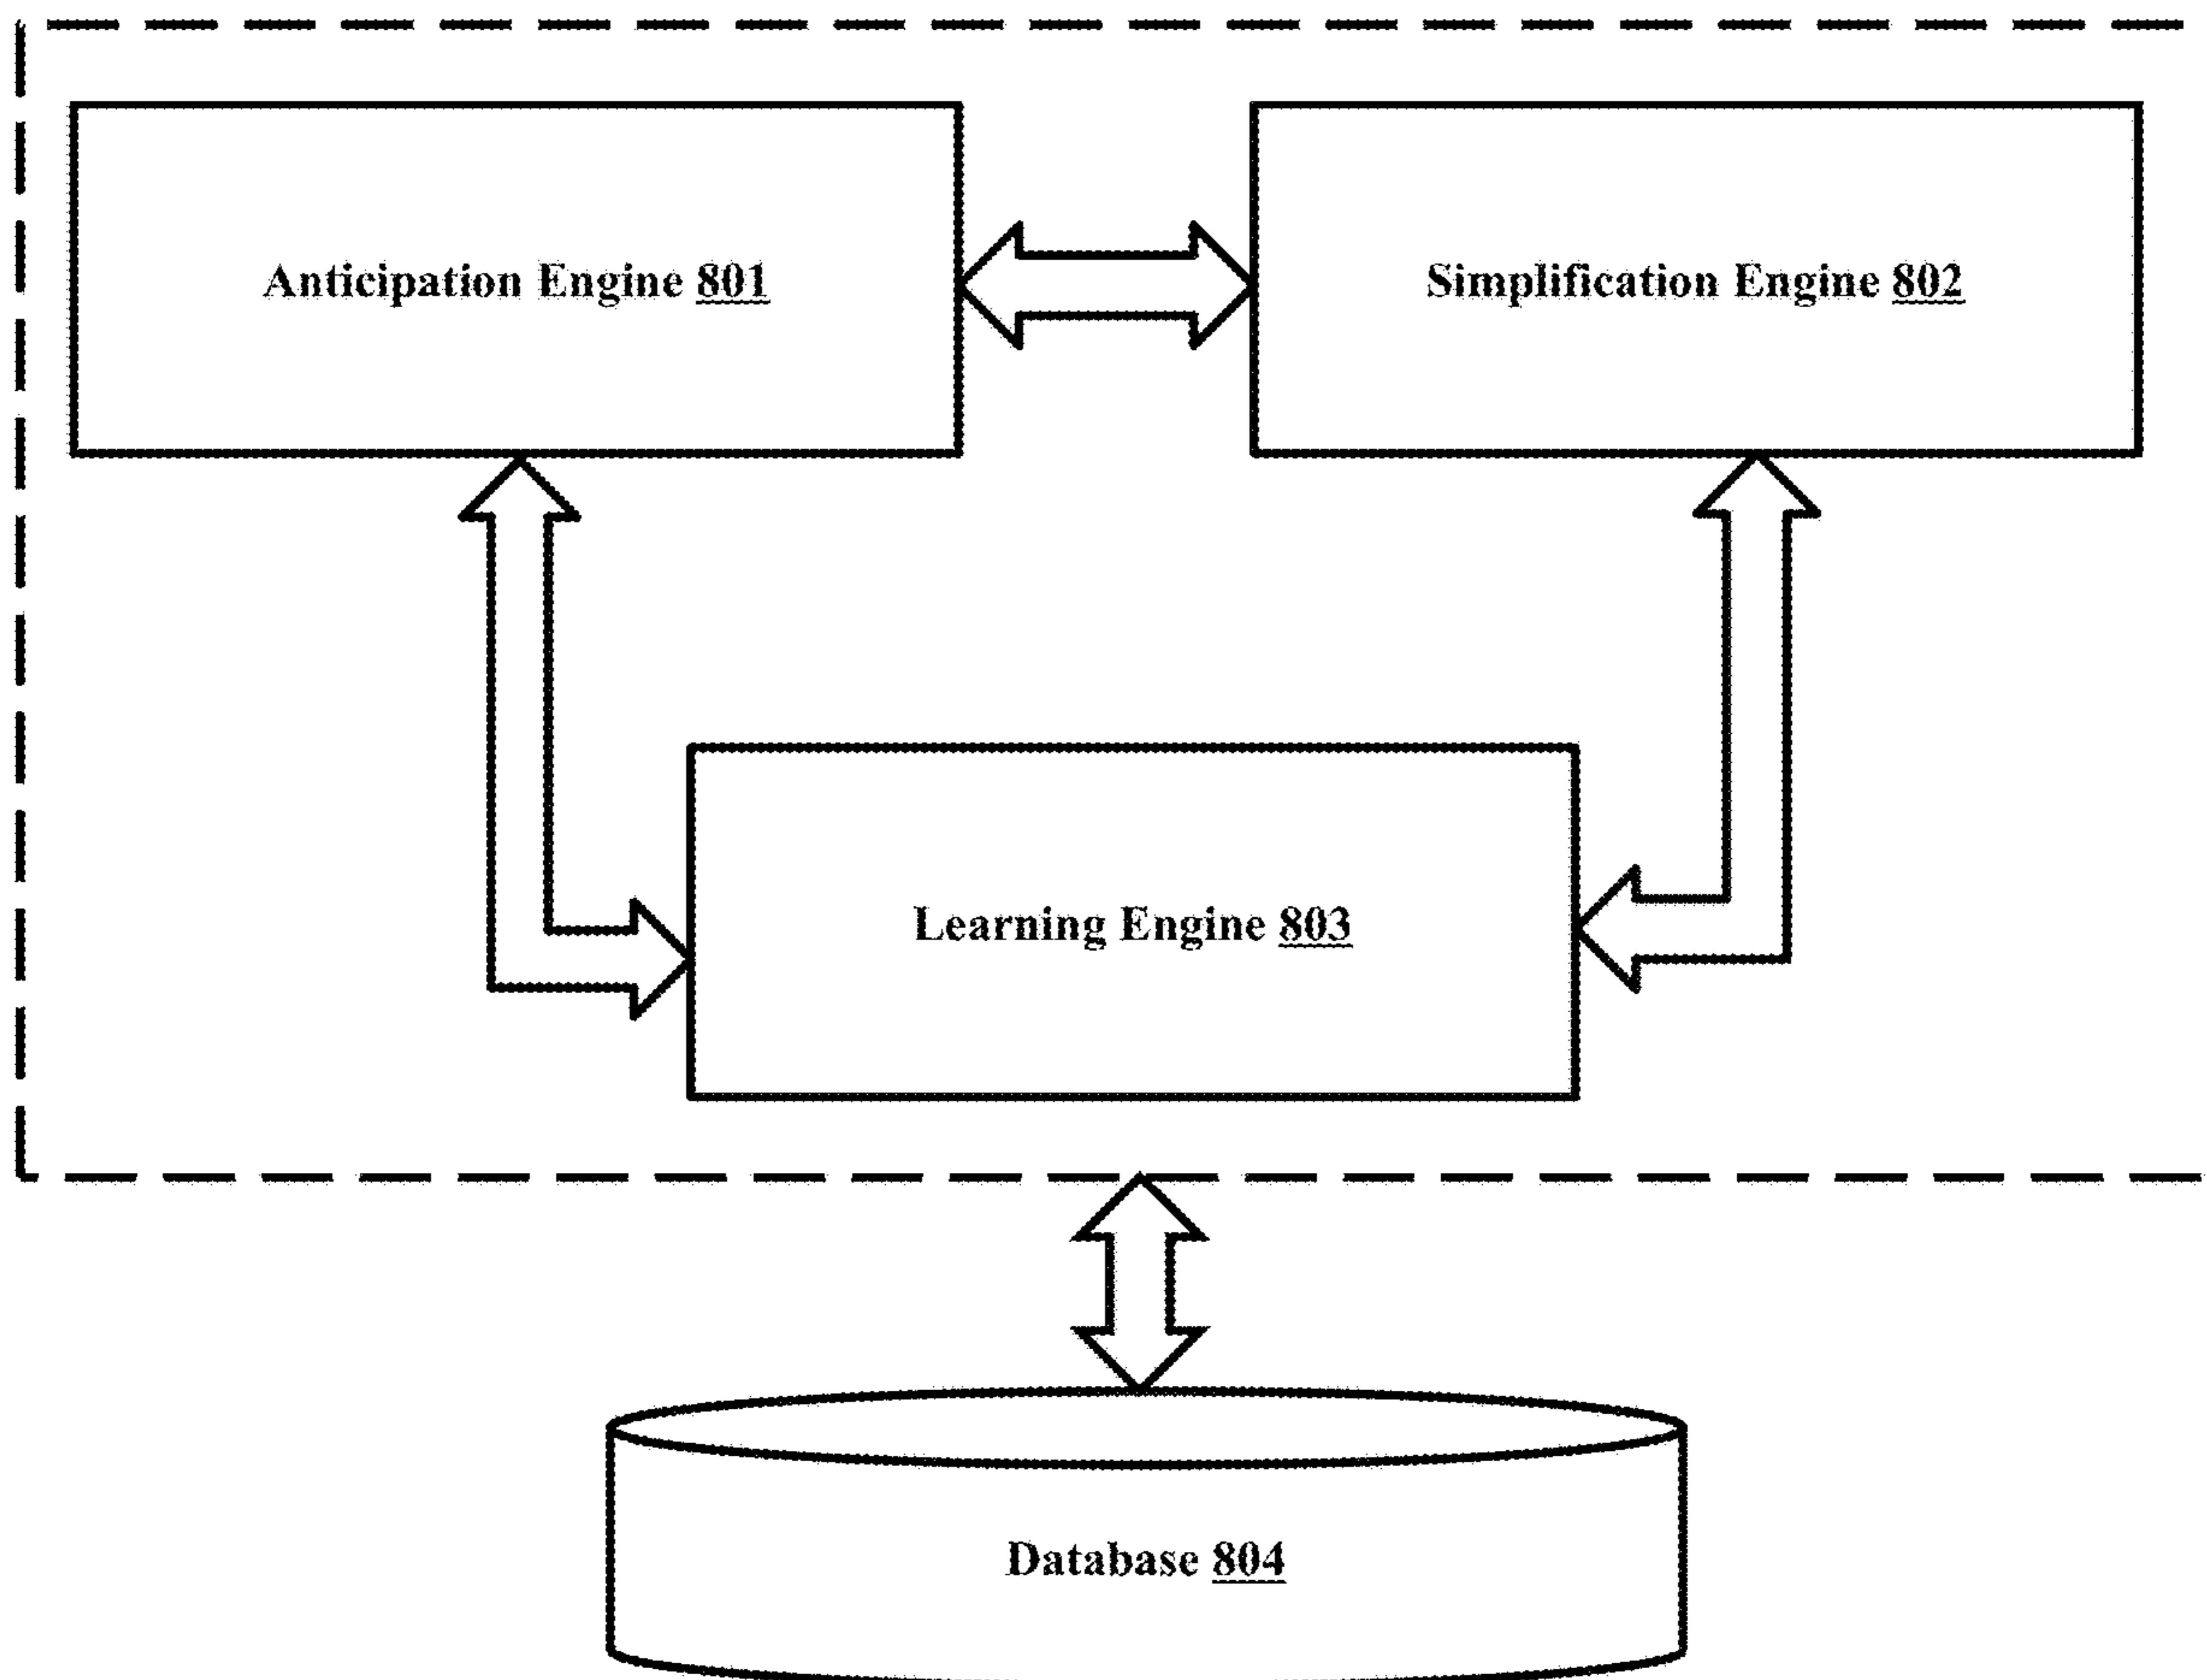 Anticipation Engine 801
Simplification Engine 802
Learning Engine 803
Database 804